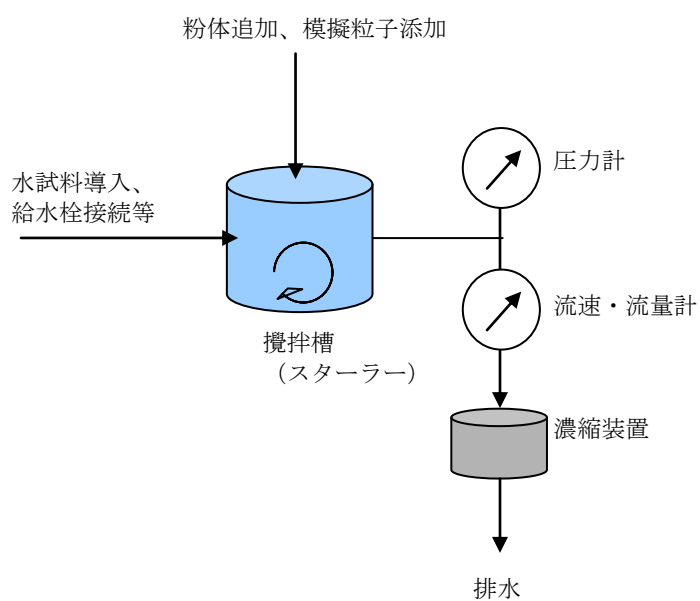 粉体追加、模擬粒子添加
水試料導入、
給水栓接続等
圧力計
流速・流量計
攪拌槽
（スターラー）
濃縮装置
排水